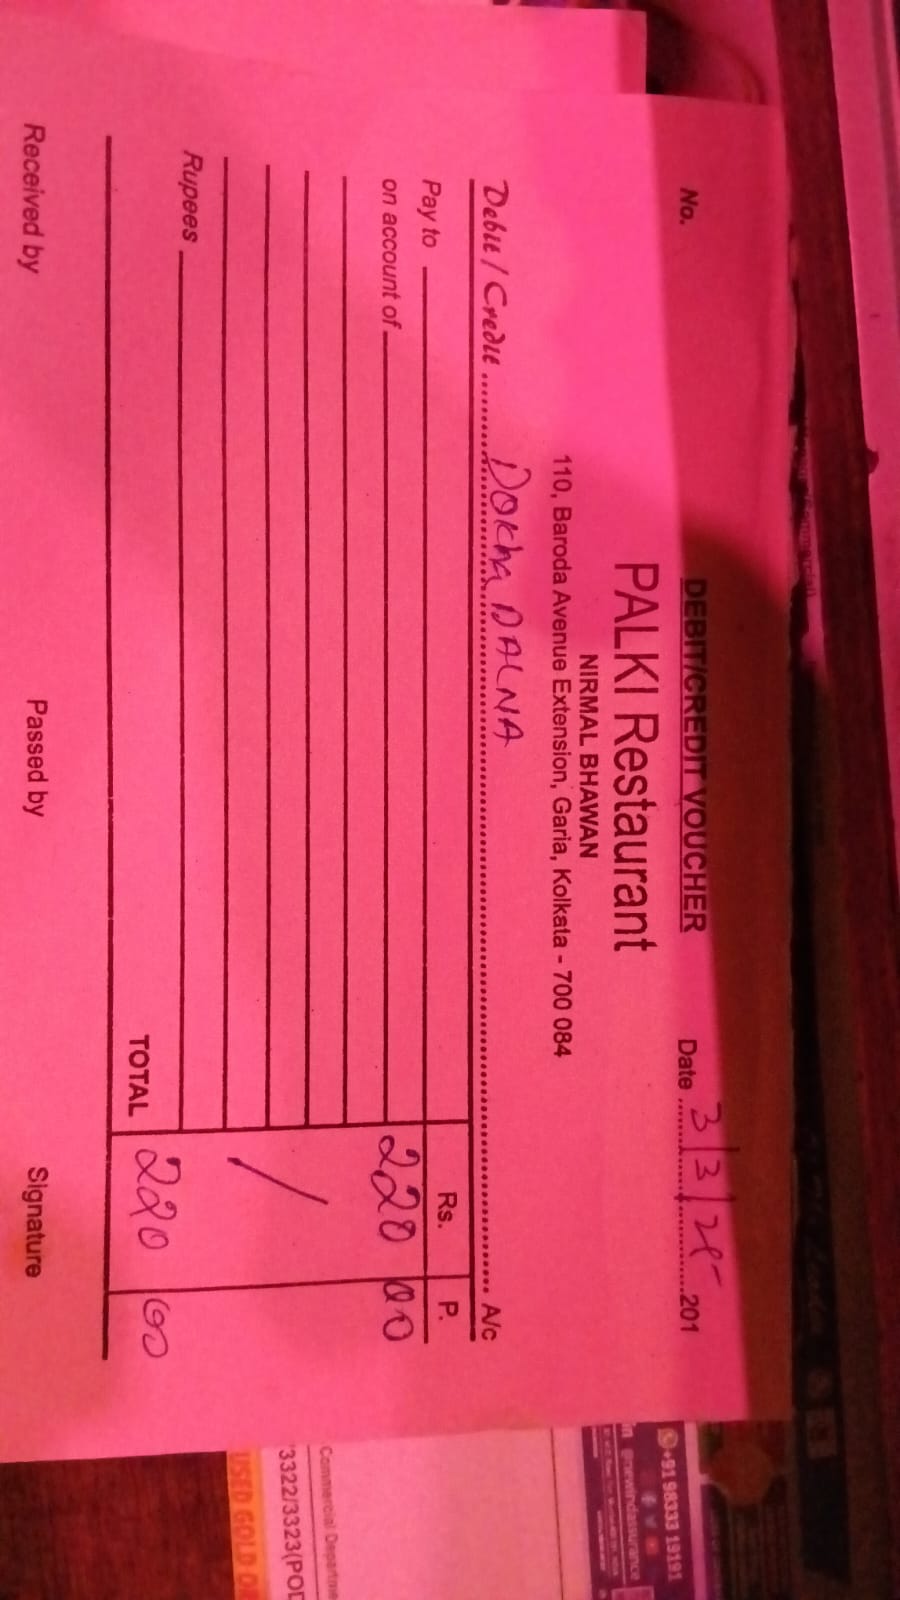 DEBIT/CREDIT VOUCHER
No.
Date 3/3/25 201
PALKI Restaurant
NIRMAL BHAWAN
110, Baroda Avenue Extension, Garia, Kolkata - 700 084
Debit / Credit DOKHA DALNA A/c
Pay to Rs. P.
on account of 220 00
/
Rupees
TOTAL 220 00
Received by Passed by Signature
+91 98333 19191
@newindiassurance
Commercial
3322/3323
USED GOLD